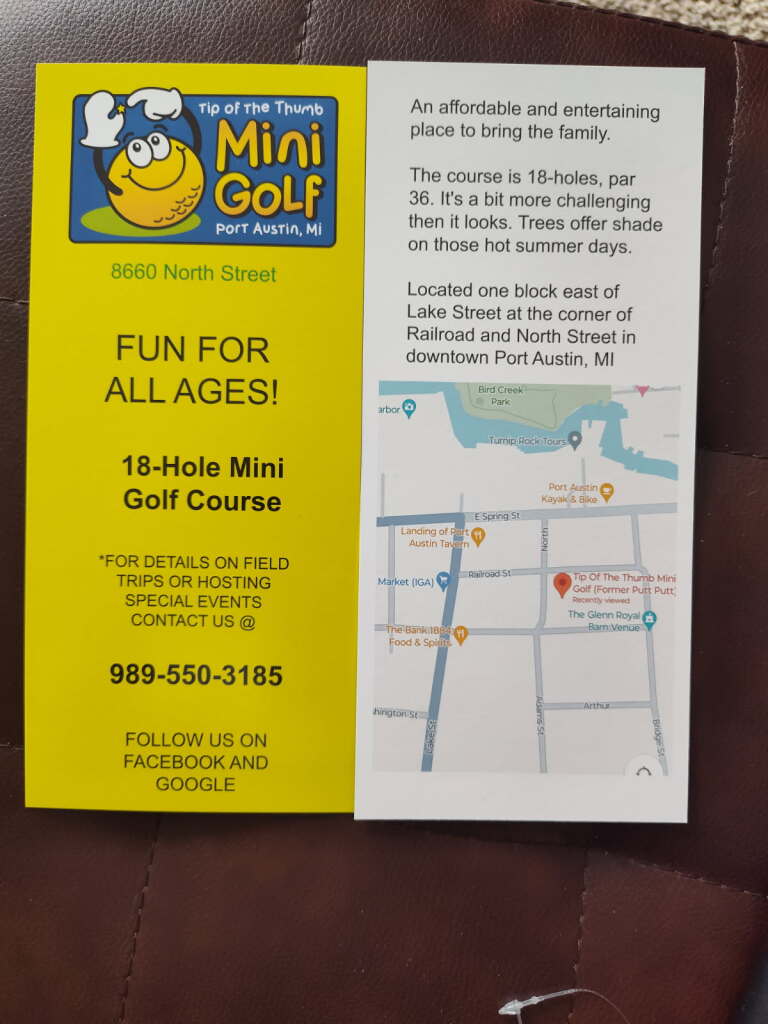 Tip of The Thumb
Mini
Golf
Port Austin, Mi
8660 North Street
FUN FOR
ALL AGES!
18-Hole Mini
Golf Course
*FOR DETAILS ON FIELD
TRIPS OR HOSTING
SPECIAL EVENTS
CONTACT US @
989-550-3185
FOLLOW US ON
FACEBOOK AND
GOOGLE
An affordable and entertaining
place to bring the family.
The course is 18-holes, par
36. It's a bit more challenging
then it looks. Trees offer shade
on those hot summer days.
Located one block east of
Lake Street at the corner of
Railroad and North Street in
downtown Port Austin, MI
Bird Creek
Park
arbor
Turnip Rock Tours
Port Austin
Kayak & Bike
E Spring St
Landing of Port
Austin Tavern
North
Railroad St
Market (IGA)
Tip Of The Thumb Mini
Golf (Former Putt Putt)
Recently viewed
The Glenn Royal
Barn Venue
The Bank 1884
Food & Spirits
Adams St
Arthur
hington St
Lake St
Bridge St